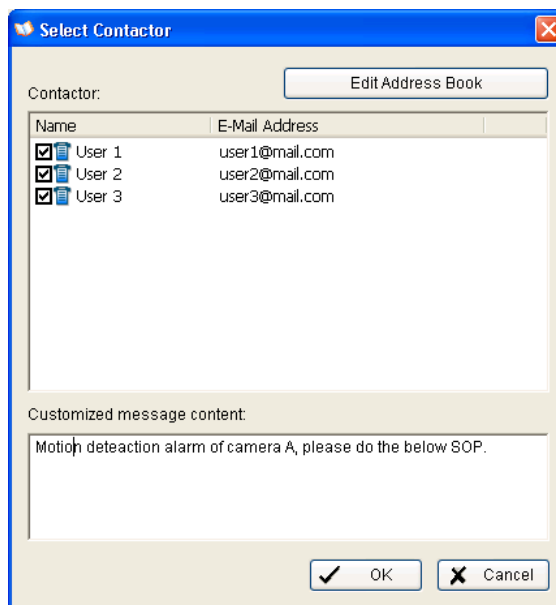 Select Contactor
Edit Address Book
Contactor:
Name E-Mail Address
User 1 user1@mail.com
User 2 user2@mail.com
User 3 user3@mail.com
Customized message content:
Motion deteaction alarm of camera A, please do the below SOP.
OK Cancel